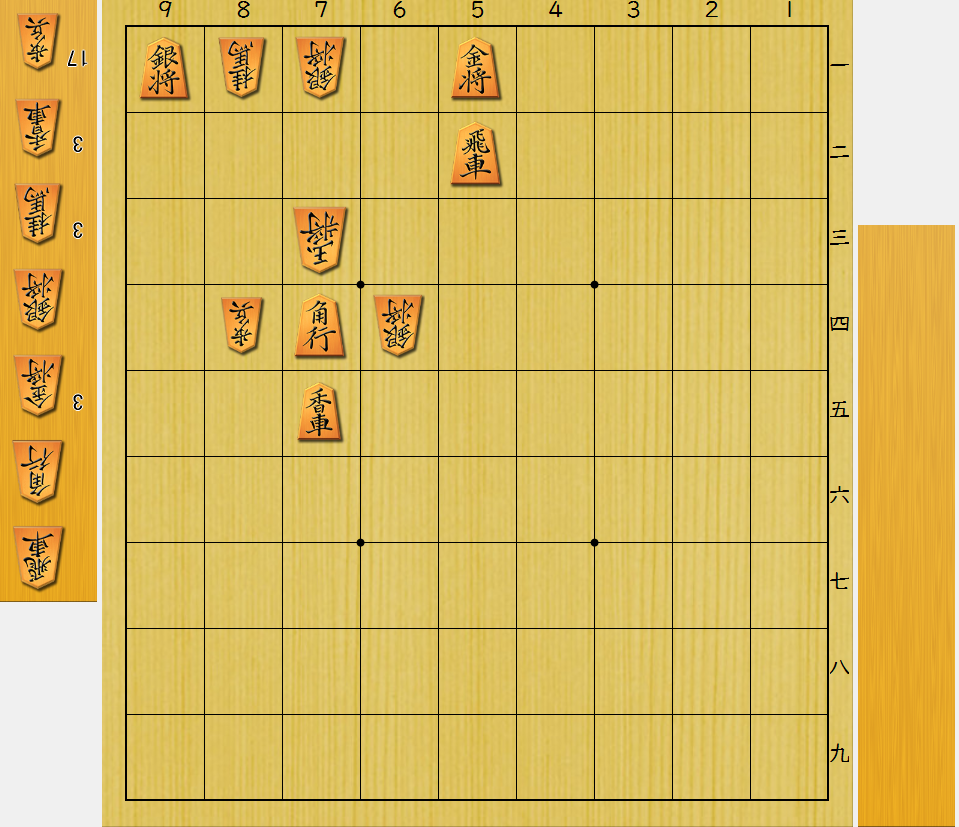 9 8 7 6 5 4 3 2 1
一
二
三
四
五
六
七
八
九
銀将 桂馬 銀将 金将
飛車
玉將
歩兵 角行 銀将
香車
歩兵 17
香車 3
桂馬 3
銀将
金将 3
角行
飛車